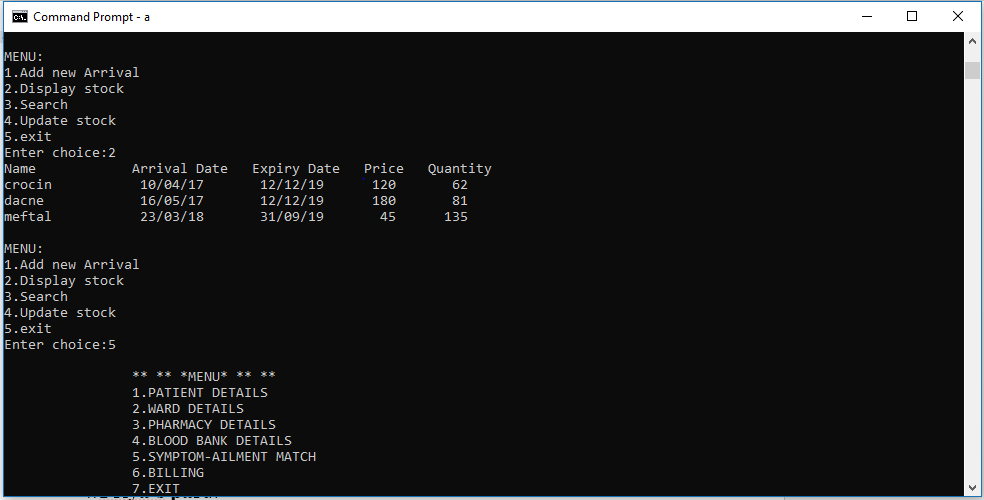 Command Prompt - a
MENU:
1.Add new Arrival
2.Display stock
3.Search
4.Update stock
5.exit
Enter choice:2
Name Arrival Date Expiry Date Price Quantity
crocin 10/04/17 12/12/19 120 62
dacne 16/05/17 12/12/19 180 81
meftal 23/03/18 31/09/19 45 135
MENU:
1.Add new Arrival
2.Display stock
3.Search
4.Update stock
5.exit
Enter choice:5
** ** *MENU* ** **
1.PATIENT DETAILS
2.WARD DETAILS
3.PHARMACY DETAILS
4.BLOOD BANK DETAILS
5.SYMPTOM-AILMENT MATCH
6.BILLING
7.EXIT